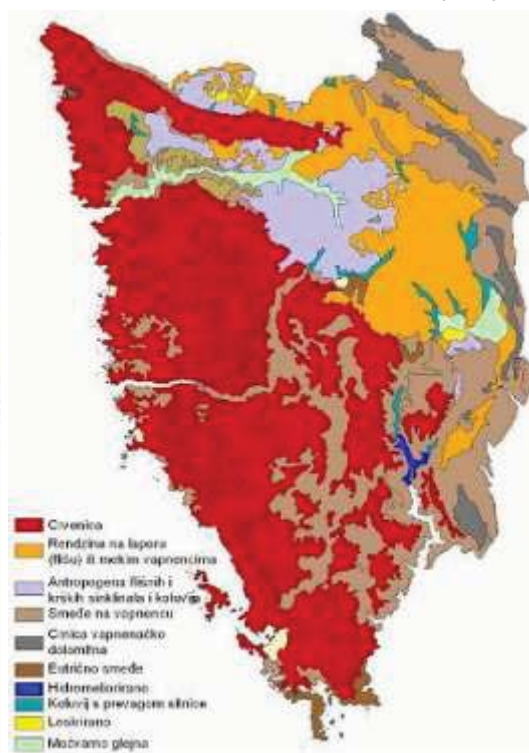 Crvenica
Rendzina na laporu
(flišu) ili mekim vapnencima
Antropogena flišnih i
krških sinklinala i koluvija
Smeđe na vapnencu
Crnica vapnenačko
dolomitna
Eutrično smeđe
Hidromeliorirano
Koluvij s prevagom sitnice
Lesivirano
Močvarno glejna